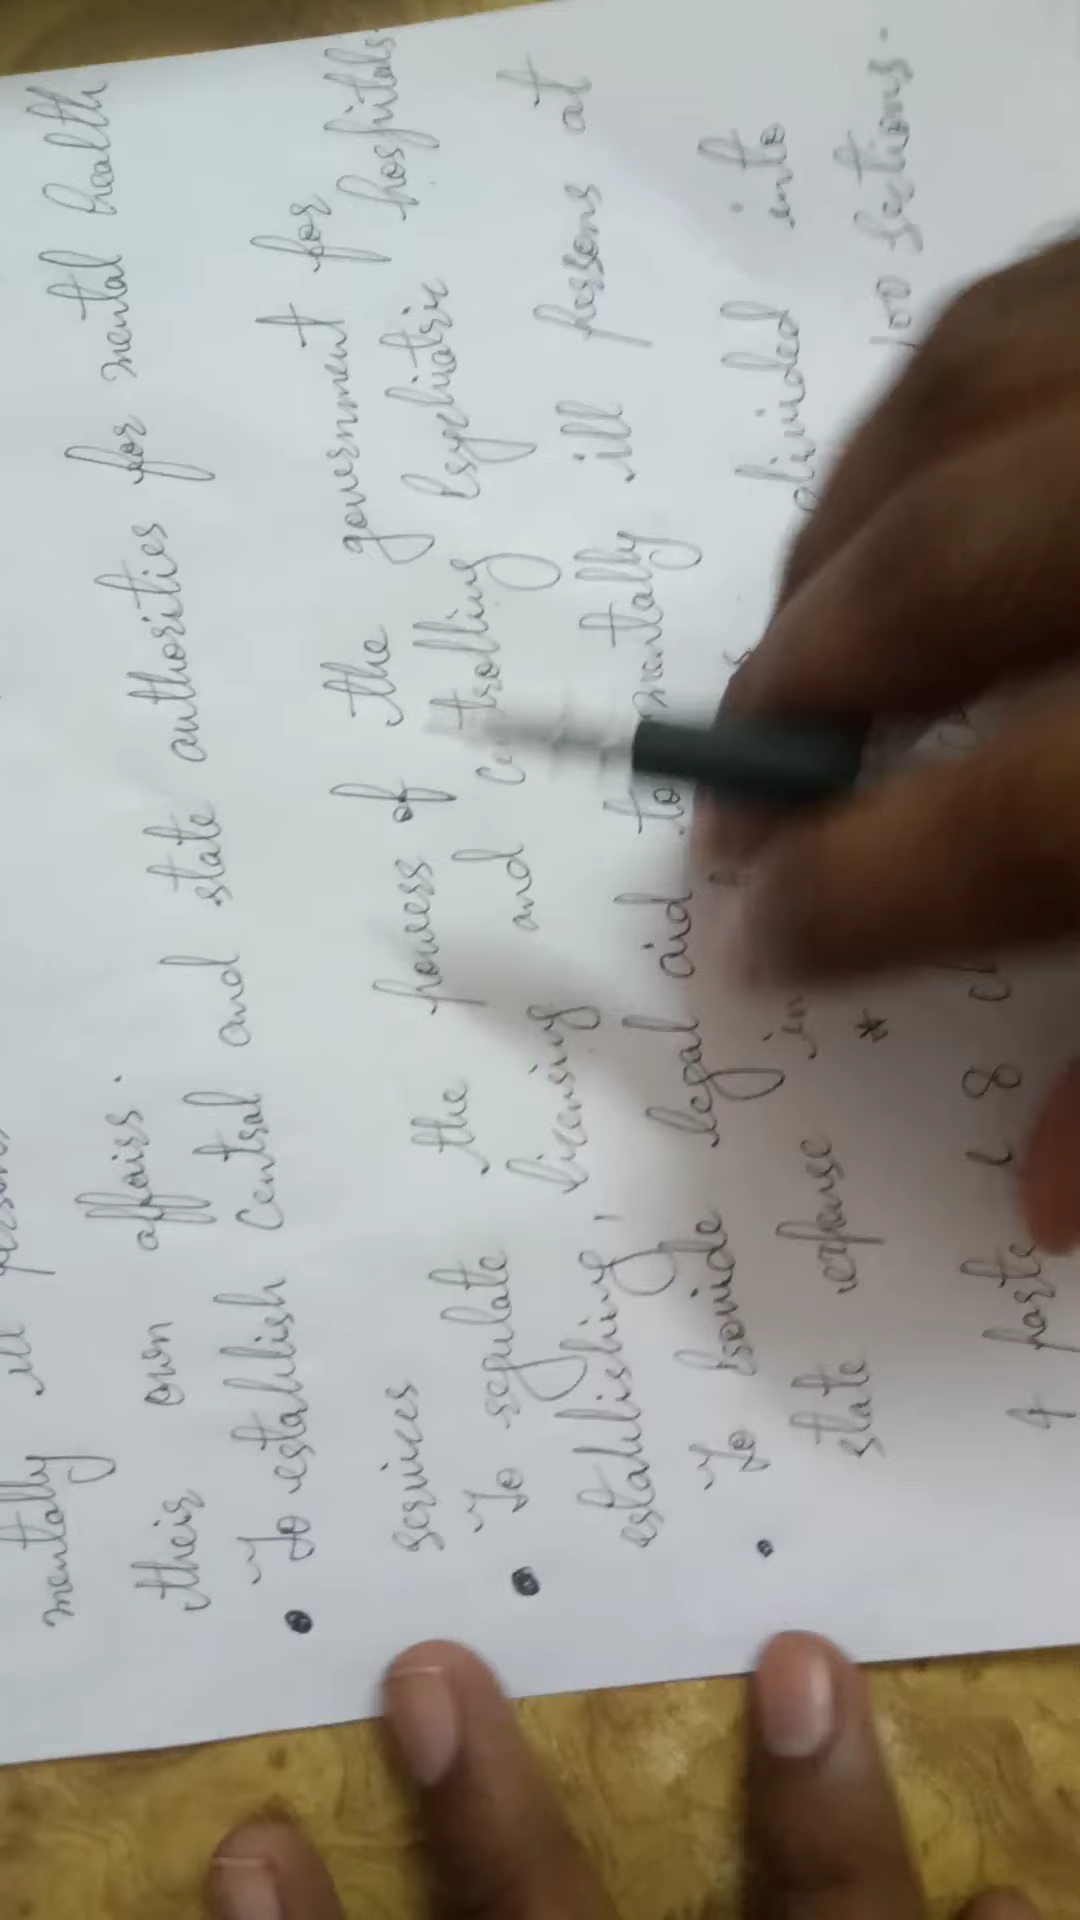 mentally ill
their own affairs.
To establish Central and state authorities for mental health
services
To regulate the powers of the government for
establishing, licensing and controlling Psychiatric hospitals
To Provide legal aid to mentally ill persons at
state expanse in
* divided into
4 parts 8 100 sections.